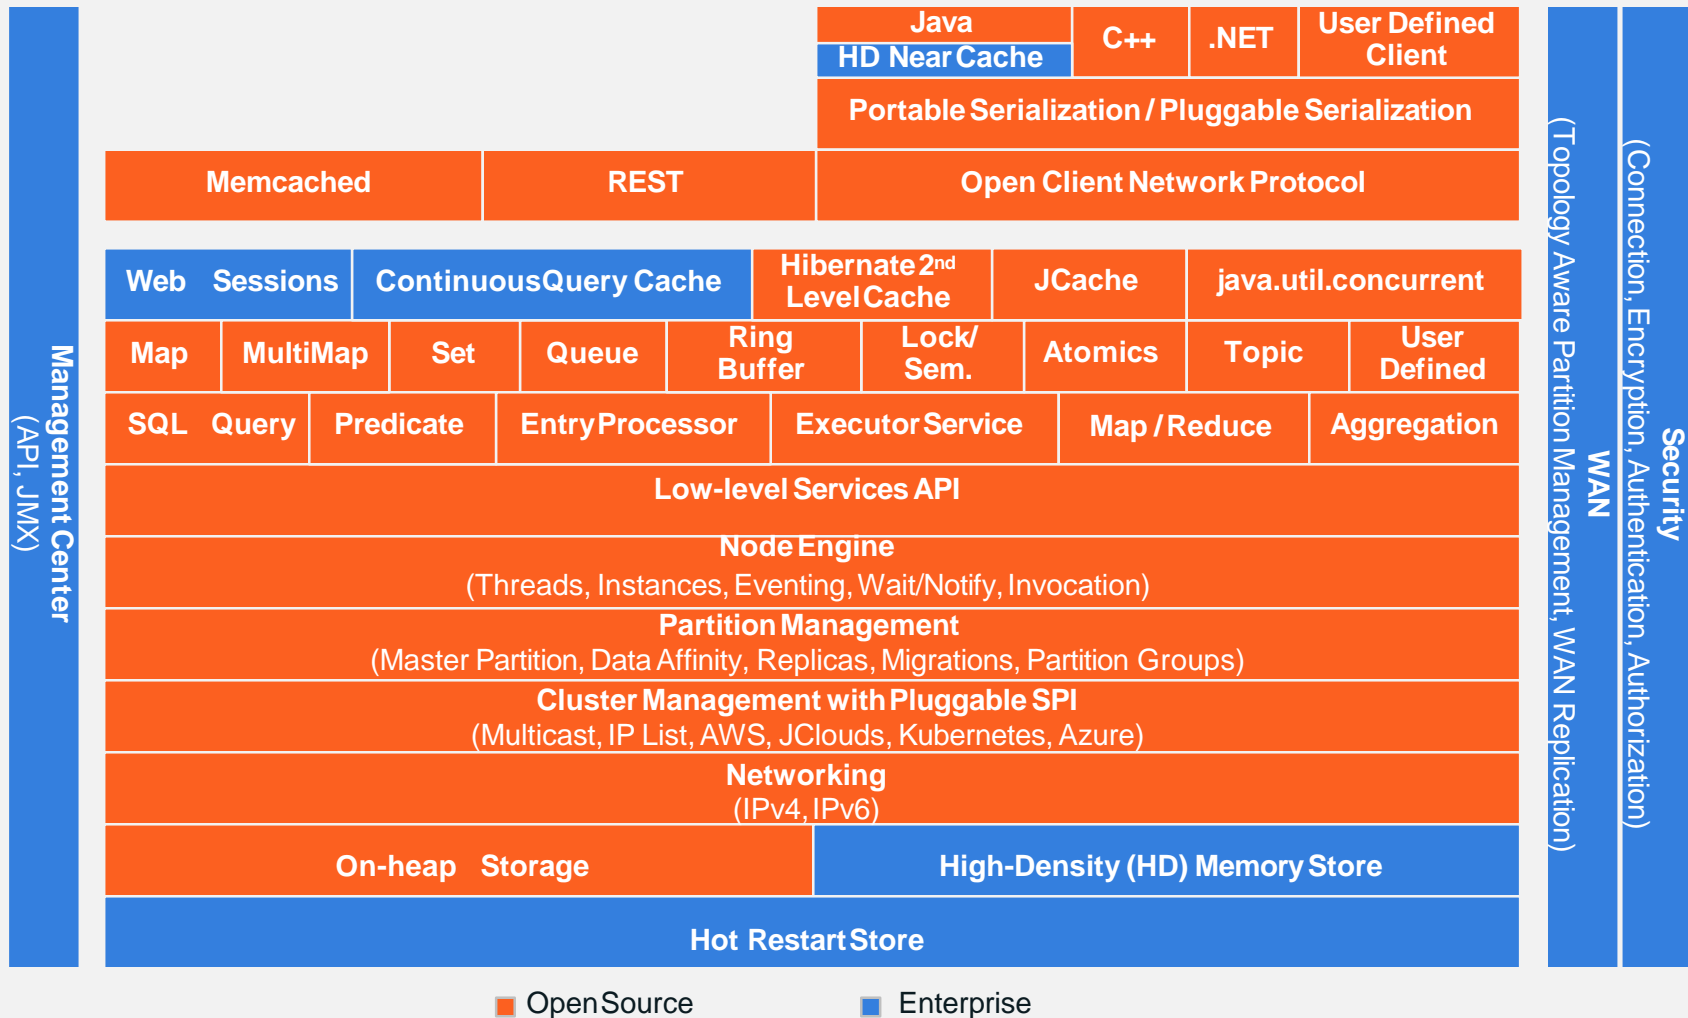 Java
HD Near Cache
C++
.NET
User Defined
Client
Portable Serialization / Pluggable Serialization
Memcached
REST
Open Client Network Protocol
Web Sessions
Continuous Query Cache
Hibernate 2nd
Level Cache
JCache
java.util.concurrent
Map
MultiMap
Set
Queue
Ring
Buffer
Lock/
Sem.
Atomics
Topic
User
Defined
SQL Query
Predicate
Entry Processor
Executor Service
Map / Reduce
Aggregation
Low-level Services API
Node Engine
(Threads, Instances, Eventing, Wait/Notify, Invocation)
Partition Management
(Master Partition, Data Affinity, Replicas, Migrations, Partition Groups)
Cluster Management with Pluggable SPI
(Multicast, IP List, AWS, JClouds, Kubernetes, Azure)
Networking
(IPv4, IPv6)
On-heap Storage
High-Density (HD) Memory Store
Hot Restart Store
Management Center
(API, JMX)
WAN
(Topology Aware Partition Management, WAN Replication)
Security
(Connection, Encryption, Authentication, Authorization)
Open Source
Enterprise